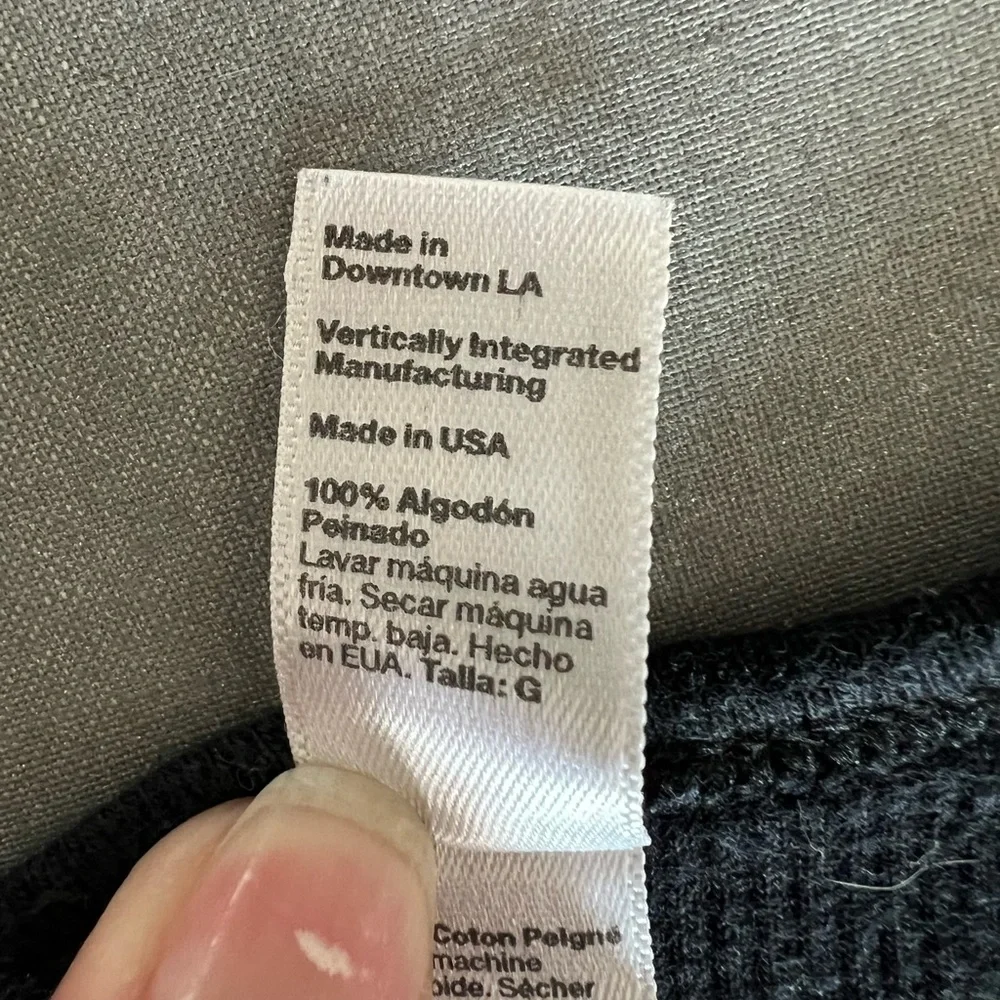 Made in
Downtown LA
Vertically Integrated
Manufacturing
Made in USA
100% Algodón
Peinado
Lavar máquina agua
fría. Secar máquina
temp. baja. Hecho
en EUA. Talla: G
Coton Peigné
machine
Sécher